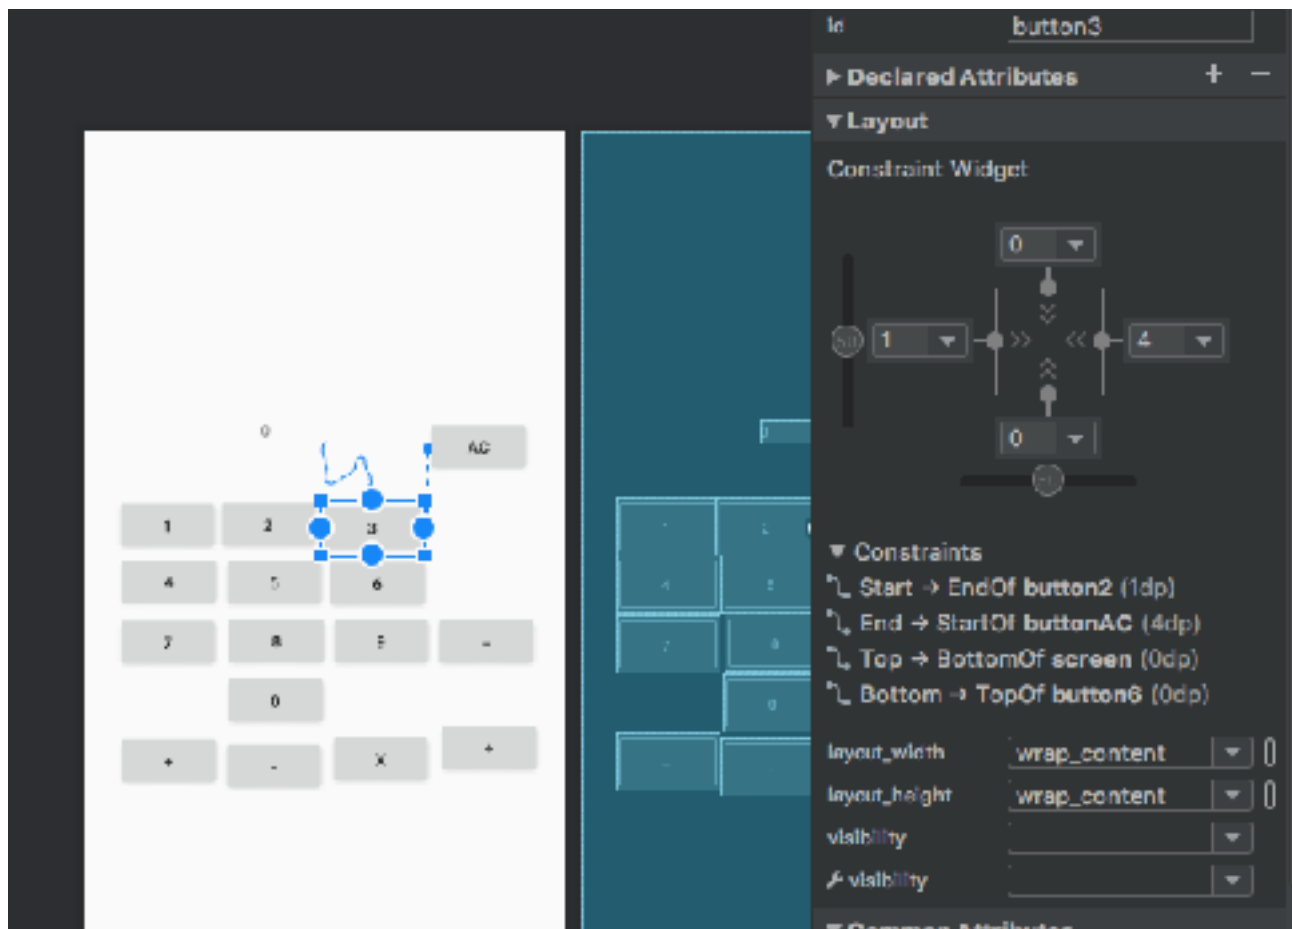 Id button3
Declared Attributes + −
Layout
Constraint Widget
0
1 4
0
0
AC
1 2 3
4 5 6
7 8 9 =
0
+ - X
Constraints
Start → EndOf button2 (1dp)
End → StartOf buttonAC (4dp)
Top → BottomOf screen (0dp)
Bottom → TopOf button6 (0dp)
layout_width wrap_content
layout_height wrap_content
visibility
visibility
Common Attributes